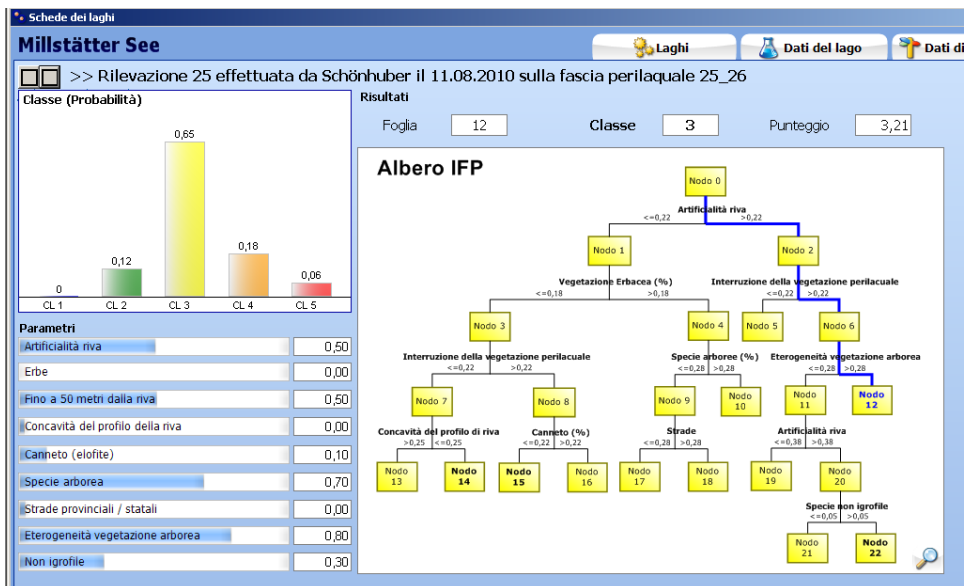 Schede dei laghi
Millstätter See
Laghi
Dati del lago
Dati di
>> Rilevazione 25 effettuata da Schönhuber il 11.08.2010 sulla fascia perilaquale 25_26
Classe (Probabilità)
0,65
0,18
0,12
0,06
0
CL 1 CL 2 CL 3 CL 4 CL 5
Parametri
Artificialità riva 0,50
Erbe 0,00
Fino a 50 metri dalla riva 0,50
Concavità del profilo della riva 0,00
Canneto (elofite) 0,10
Specie arborea 0,70
Strade provinciali / statali 0,00
Eterogeneità vegetazione arborea 0,80
Non igrofile 0,30
Risultati
Foglia 12 Classe 3 Punteggio 3,21
Albero IFP
Nodo 0
Artificialità riva
<=0,22 >0,22
Nodo 1 Nodo 2
Vegetazione Erbacea (%) Interruzione della vegetazione perilacuale
<=0,18 >0,18 <=0,22 >0,22
Nodo 3 Nodo 4 Nodo 5 Nodo 6
Interruzione della vegetazione perilacuale Specie arboree (%) Eterogeneità vegetazione arborea
<=0,22 >0,22 <=0,28 >0,28 <=0,28 >0,28
Nodo 7 Nodo 8 Nodo 9 Nodo 10 Nodo 11 Nodo 12
Concavità del profilo di riva Canneto (%) Strade Artificialità riva
>0,25 <=0,25 <=0,22 >0,22 <=0,28 >0,28 <=0,38 >0,38
Nodo 13 Nodo 14 Nodo 15 Nodo 16 Nodo 17 Nodo 18 Nodo 19 Nodo 20
Specie non igrofile
<=0,05 >0,05
Nodo 21 Nodo 22